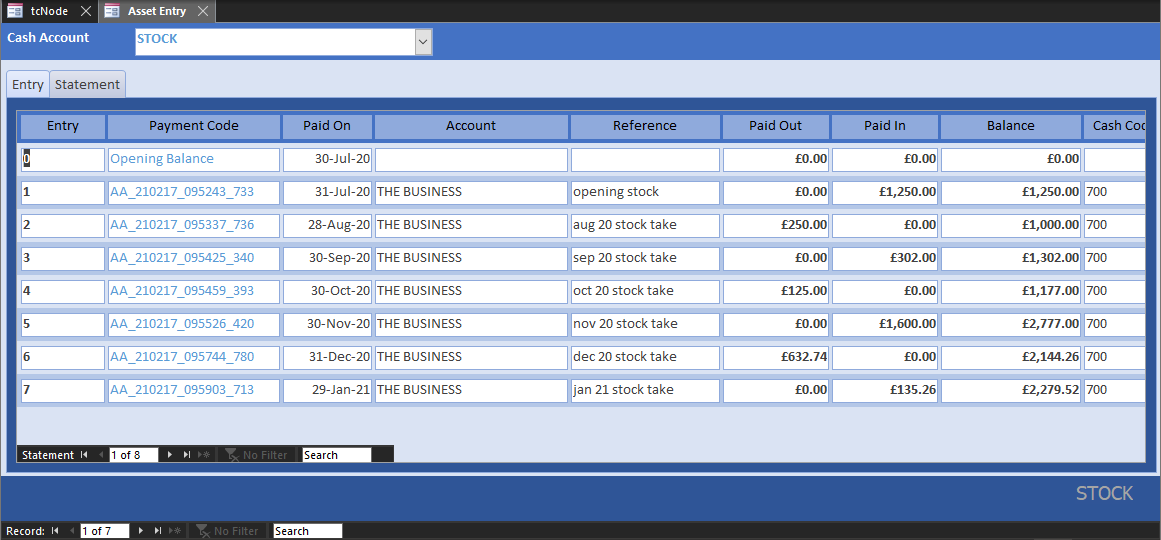 tcNode Asset Entry
Cash Account STOCK
Entry Statement
Entry Payment Code Paid On Account Reference Paid Out Paid In Balance Cash Coc
0 Opening Balance 30-Jul-20 £0.00 £0.00 £0.00
1 AA_210217_095243_733 31-Jul-20 THE BUSINESS opening stock £0.00 £1,250.00 £1,250.00 700
2 AA_210217_095337_736 28-Aug-20 THE BUSINESS aug 20 stock take £250.00 £0.00 £1,000.00 700
3 AA_210217_095425_340 30-Sep-20 THE BUSINESS sep 20 stock take £0.00 £302.00 £1,302.00 700
4 AA_210217_095459_393 30-Oct-20 THE BUSINESS oct 20 stock take £125.00 £0.00 £1,177.00 700
5 AA_210217_095526_420 30-Nov-20 THE BUSINESS nov 20 stock take £0.00 £1,600.00 £2,777.00 700
6 AA_210217_095744_780 31-Dec-20 THE BUSINESS dec 20 stock take £632.74 £0.00 £2,144.26 700
7 AA_210217_095903_713 29-Jan-21 THE BUSINESS jan 21 stock take £0.00 £135.26 £2,279.52 700
Statement 1 of 8 No Filter Search
STOCK
Record: 1 of 7 No Filter Search